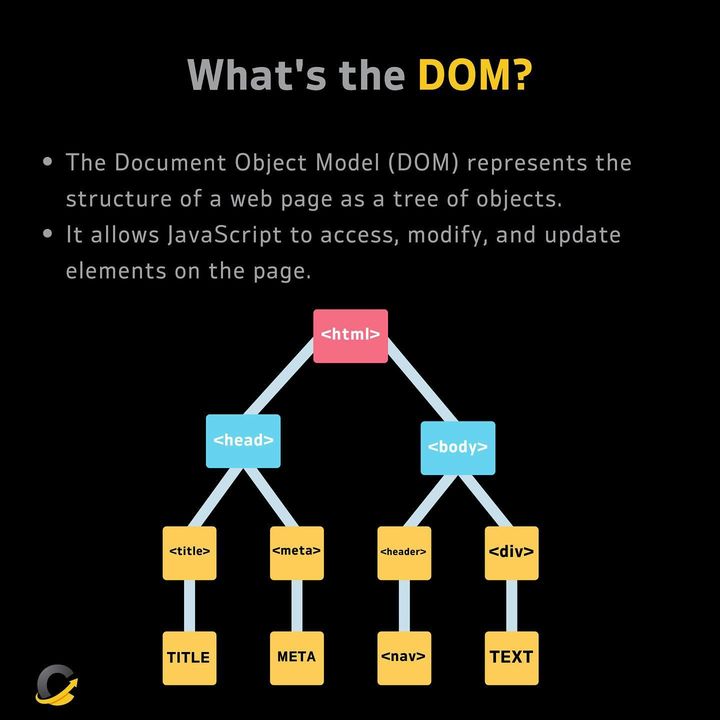 What's the DOM?
• The Document Object Model (DOM) represents the
structure of a web page as a tree of objects.
• It allows JavaScript to access, modify, and update
elements on the page.
<html>
<head>
<body>
<title>
<meta>
<header>
<div>
TITLE
META
<nav>
TEXT